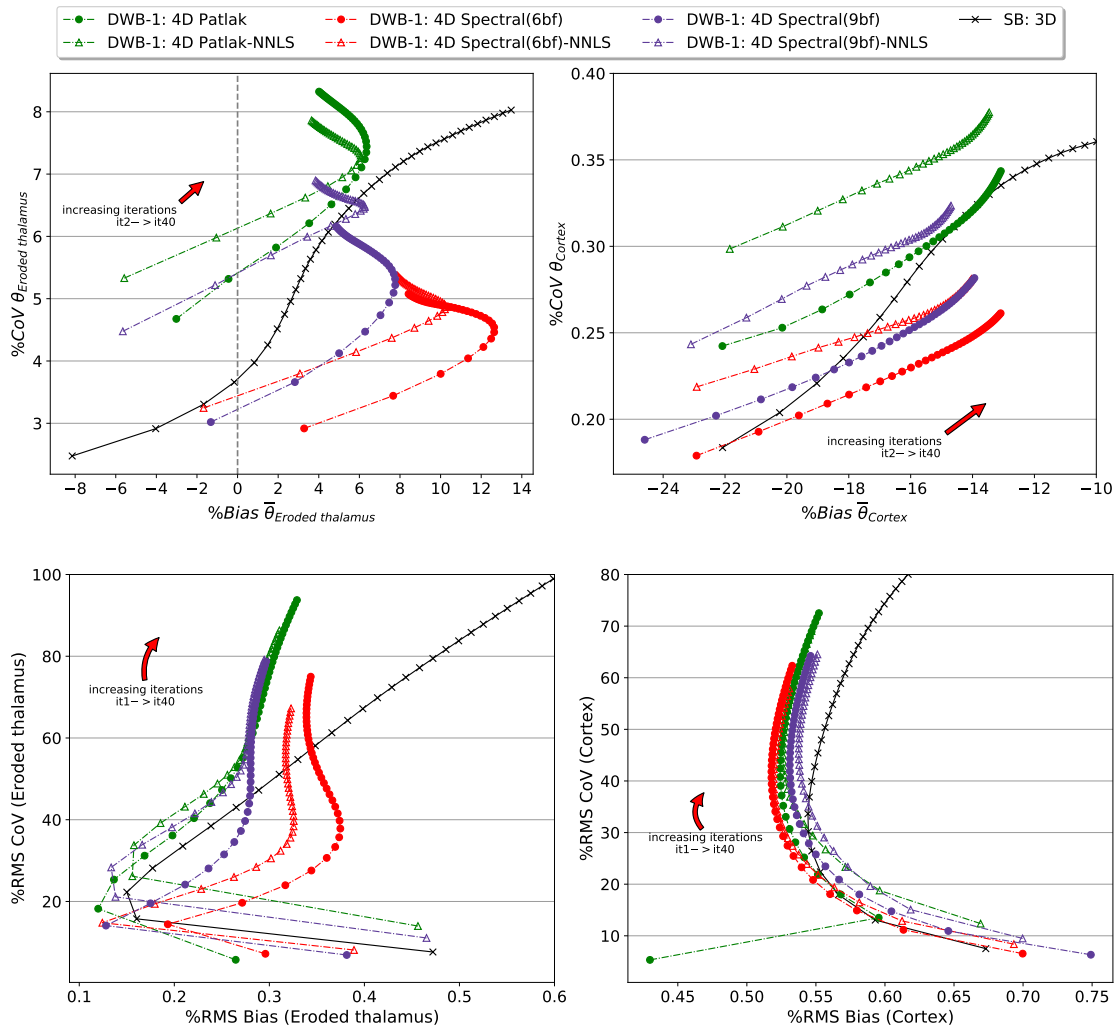 DWB-1: 4D Patlak
DWB-1: 4D Spectral(6bf)
DWB-1: 4D Spectral(9bf)
SB: 3D
DWB-1: 4D Patlak-NNLS
DWB-1: 4D Spectral(6bf)-NNLS
DWB-1: 4D Spectral(9bf)-NNLS
%CoV θ_Eroded thalamus
8
7
6
5
4
3
increasing iterations
it2−> it40
−8 −6 −4 −2 0 2 4 6 8 10 12 14
%Bias θ̅_Eroded thalamus
%CoV θ_Cortex
0.40
0.35
0.30
0.25
0.20
increasing iterations
it2−> it40
−24 −22 −20 −18 −16 −14 −12 −10
%Bias θ̅_Cortex
%RMS CoV (Eroded thalamus)
100
80
60
40
20
increasing iterations
it1−> it40
0.1 0.2 0.3 0.4 0.5 0.6
%RMS Bias (Eroded thalamus)
%RMS CoV (Cortex)
80
70
60
50
40
30
20
10
increasing iterations
it1−> it40
0.45 0.50 0.55 0.60 0.65 0.70 0.75
%RMS Bias (Cortex)